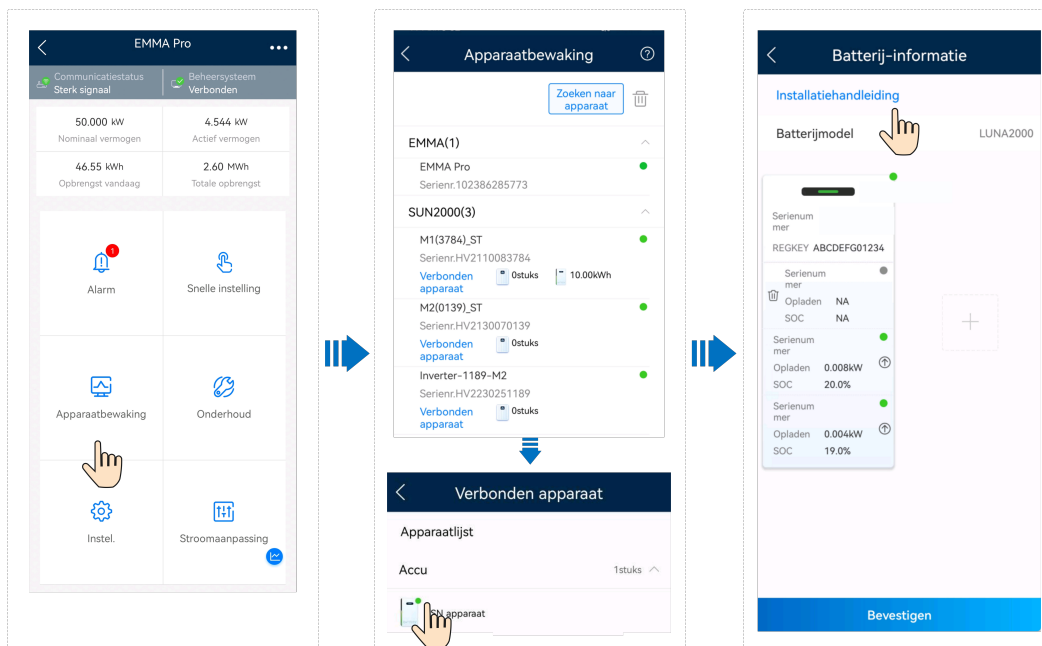 EMMA Pro
Communicatiestatus
Sterk signaal
Beheersysteem
Verbonden
50.000 kW
Nominaal vermogen
4.544 kW
Actief vermogen
46.55 kWh
Opbrengst vandaag
2.60 MWh
Totale opbrengst
1
Alarm
Snelle instelling
Apparaatbewaking
Onderhoud
Instel.
Stroomaanpassing
Apparaatbewaking
Zoeken naar
apparaat
EMMA(1)
EMMA Pro
Serienr.102386285773
SUN2000(3)
M1(3784)_ST
Serienr.HV2110083784
Verbonden
apparaat
0stuks
10.00kWh
M2(0139)_ST
Serienr.HV2130070139
Verbonden
apparaat
0stuks
Inverter-1189-M2
Serienr.HV2230251189
Verbonden
apparaat
0stuks
Verbonden apparaat
Apparaatlijst
Accu 1stuks
SN apparaat
Batterij-informatie
Installatiehandleiding
Batterijmodel LUNA2000
Serienum
mer
REGKEY ABCDEFG01234
Serienum
mer
Opladen NA
SOC NA
Serienum
mer
Opladen 0.008kW
SOC 20.0%
Serienum
mer
Opladen 0.004kW
SOC 19.0%
Bevestigen